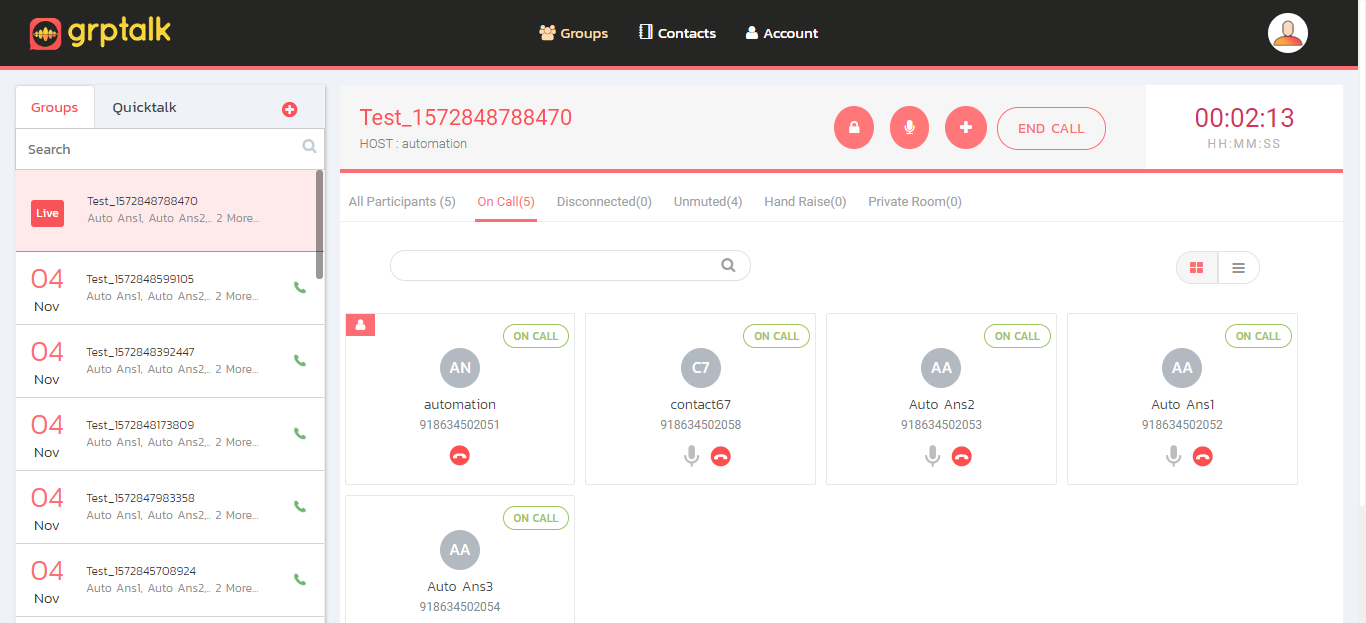 grptalk
Groups
Contacts
Account
Groups
Quicktalk
Search
Live
Test_1572848788470
Auto Ans1, Auto Ans2,.. 2 More...
04
Nov
Test_1572848599105
Auto Ans1, Auto Ans2,.. 2 More...
04
Nov
Test_1572848392447
Auto Ans1, Auto Ans2,.. 2 More...
04
Nov
Test_1572848173809
Auto Ans1, Auto Ans2,.. 2 More...
04
Nov
Test_1572847983358
Auto Ans1, Auto Ans2,.. 2 More...
04
Nov
Test_1572845708924
Auto Ans1, Auto Ans2,.. 2 More...
Test_1572848788470
HOST : automation
END CALL
00:02:13
HH:MM:SS
All Participants (5)
On Call(5)
Disconnected(0)
Unmuted(4)
Hand Raise(0)
Private Room(0)
ON CALL
AN
automation
918634502051
ON CALL
C7
contact67
918634502058
ON CALL
AA
Auto Ans2
918634502053
ON CALL
AA
Auto Ans1
918634502052
ON CALL
AA
Auto Ans3
918634502054